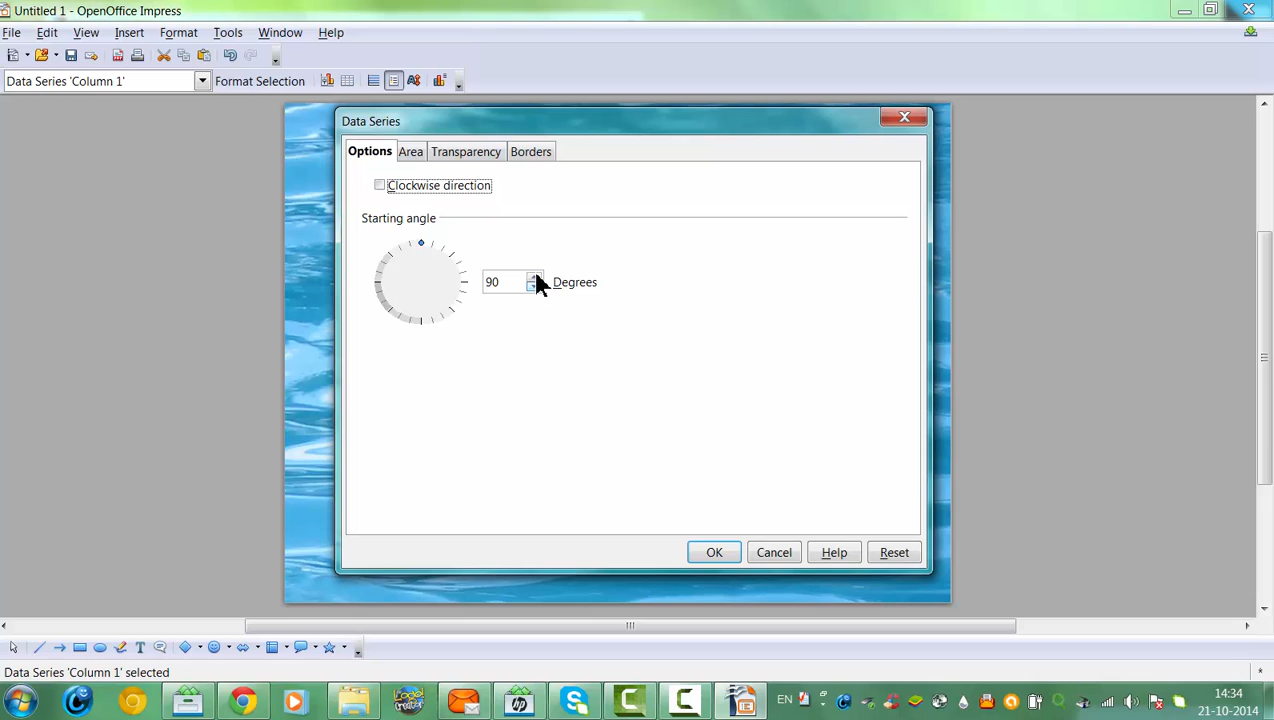 Untitled 1 - OpenOffice Impress
File Edit View Insert Format Tools Window Help
Data Series 'Column 1' Format Selection
Data Series
Options Area Transparency Borders
Clockwise direction
Starting angle
90 Degrees
OK Cancel Help Reset
Data Series 'Column 1' selected
EN 14:34
21-10-2014